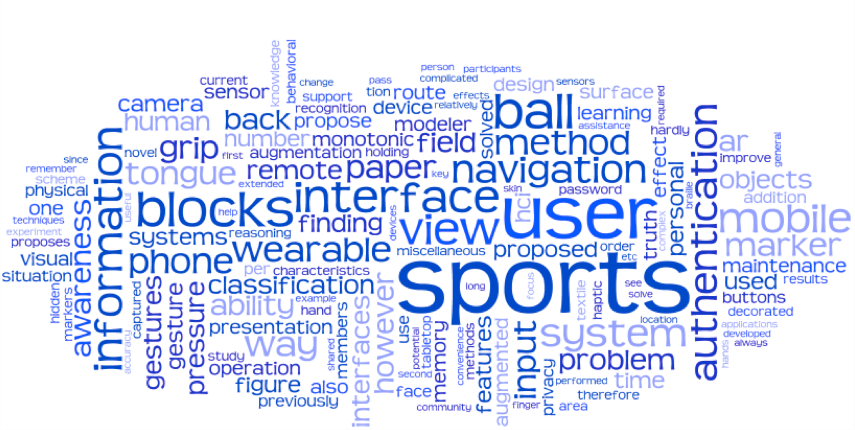 person
participants
knowledge
behavioral
current
sensor
change
pass
complicated
design
sensors
surface
required
camera
human
support
recognition
tion
route
device
effects
relatively
back
propose
solved
ball
learning
assistance
hardly
number
monotonic
modeler
field
method
effect
novel
grip
first
augmentation
holding
since
remember
scheme
physical
tongue
remote
paper
navigation
authentication
ar
improve
general
information
useful
extended
key
skin
password
personal
braille
objects
addition
one
techniques
experiment
proposes
awareness
blocks
help
interface
view
hci
user
truth
complex
mobile
marker
visual
situation
systems
reasoning
finding
devices
wearable
miscellaneous
proposed
order
etc
maintenance
phone
per
characteristics
sports
long
focus
textile
haptic
see
solve
used
results
buttons
hidden
markers
captured
gestures
gesture
pressure
classification
ability
example
hand
interfaces
however
location
decorated
applications
developed
always
hands
accuracy
presentation
way
study
operation
shared
members
use
potential
tabletop
memory
convenience
methods
features
augmented
input
system
privacy
problem
figure
also
previously
second
face
community
finger
performed
time
therefore
area